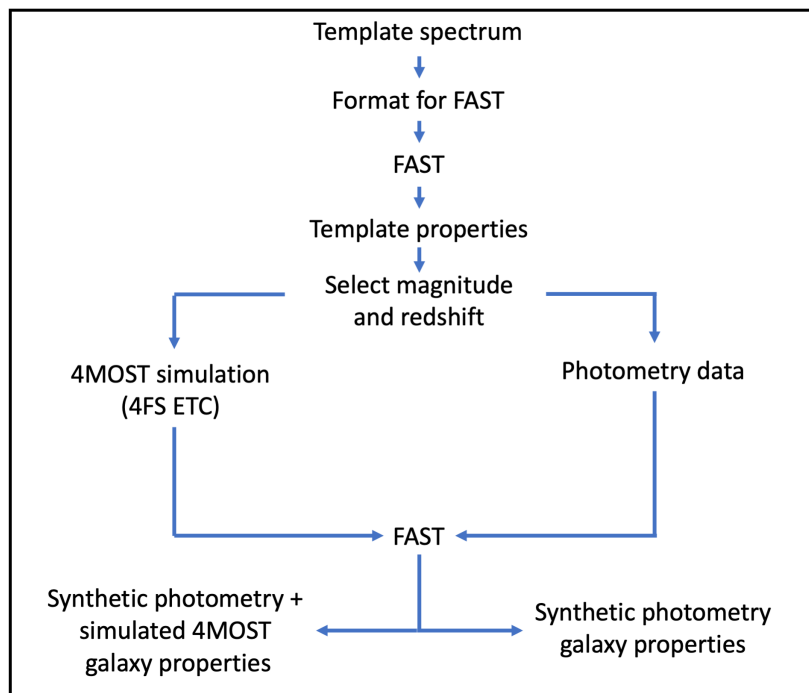 Template spectrum
Format for FAST
FAST
Template properties
Select magnitude
and redshift
4MOST simulation
(4FS ETC)
Photometry data
FAST
Synthetic photometry +
simulated 4MOST
galaxy properties
Synthetic photometry
galaxy properties